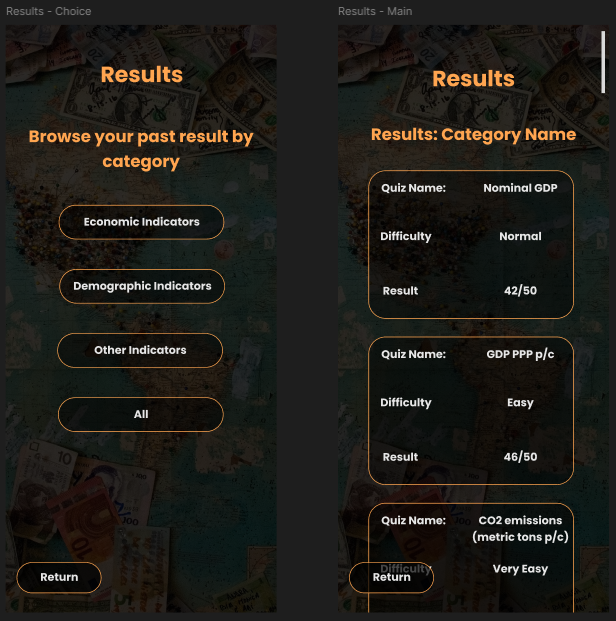 Results - Choice
Results
Browse your past result by
category
Economic Indicators
Demographic Indicators
Other Indicators
All
Return
Results - Main
Results
Results: Category Name
Quiz Name: Nominal GDP
Difficulty Normal
Result 42/50
Quiz Name: GDP PPP p/c
Difficulty Easy
Result 46/50
Quiz Name: CO2 emissions
(metric tons p/c)
Difficulty Very Easy
Return